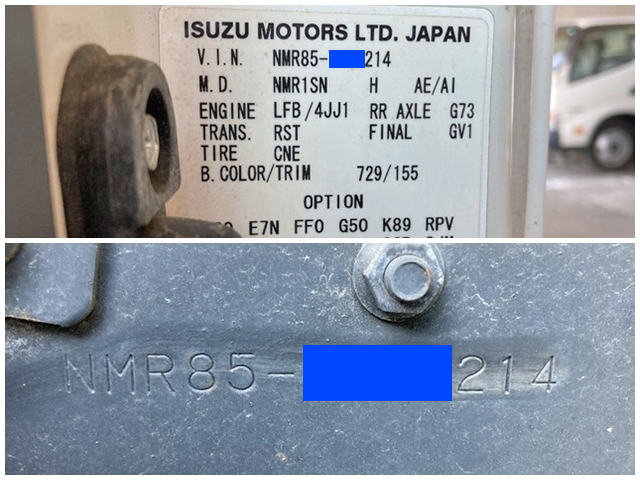 ISUZU MOTORS LTD. JAPAN
V.I.N. NMR85- 214
M.D. NMR1SN H AE/AI
ENGINE LFB/4JJ1 RR AXLE G73
TRANS. RST FINAL GV1
TIRE CNE
B.COLOR/TRIM 729/155
OPTION
E7N FF0 G50 K89 RPV
NMR85- 214